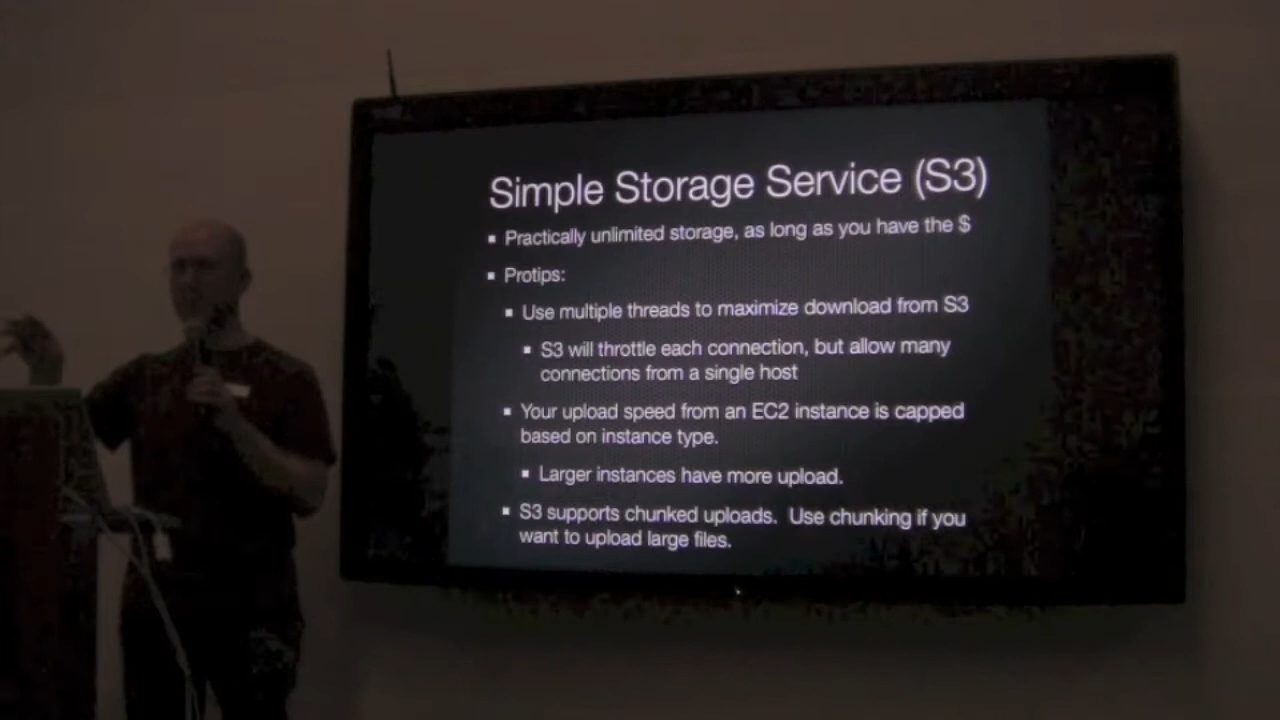 Simple Storage Service (S3)
▪ Practically unlimited storage, as long as you have the $
▪ Protips:
▪ Use multiple threads to maximize download from S3
▪ S3 will throttle each connection, but allow many
connections from a single host
▪ Your upload speed from an EC2 instance is capped
based on instance type.
▪ Larger instances have more upload.
▪ S3 supports chunked uploads.  Use chunking if you
want to upload large files.